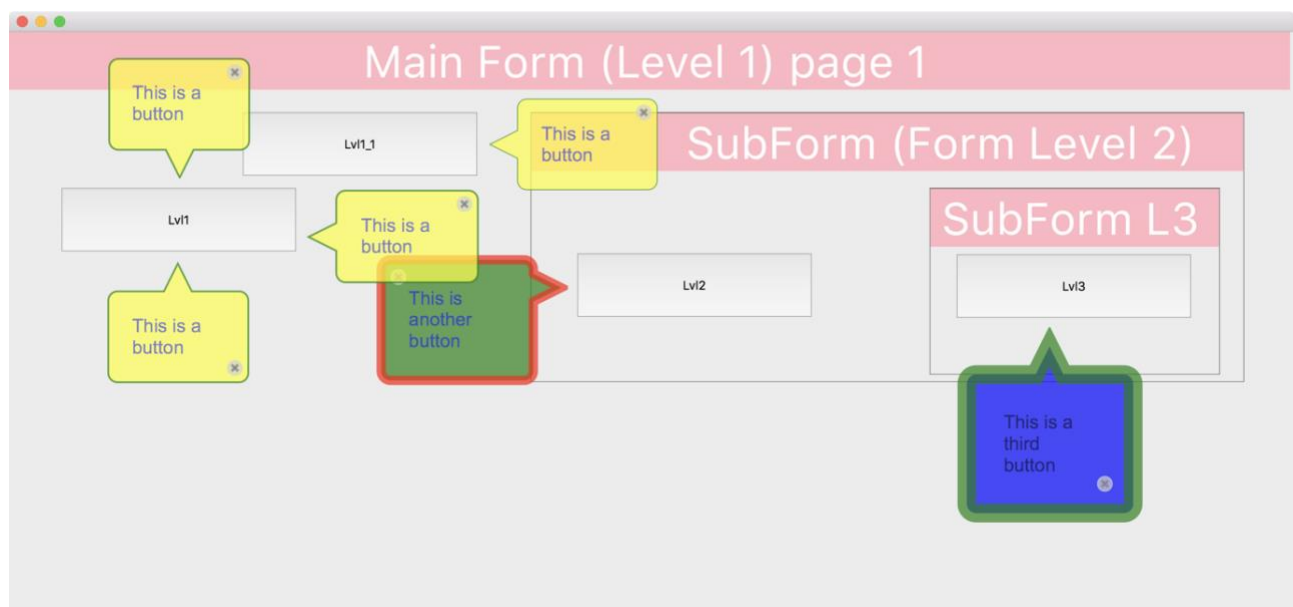 Main Form (Level 1) page 1
This is a
button
Lvl1_1
This is a
button
SubForm (Form Level 2)
Lvl1
This is a
button
SubForm L3
This is
another
button
Lvl2
Lvl3
This is a
button
This is a
third
button